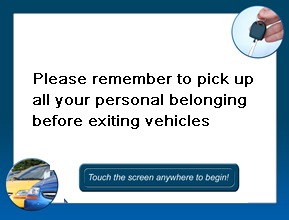 Please remember to pick up
all your personal belonging
before exiting vehicles
Touch the screen anywhere to begin!